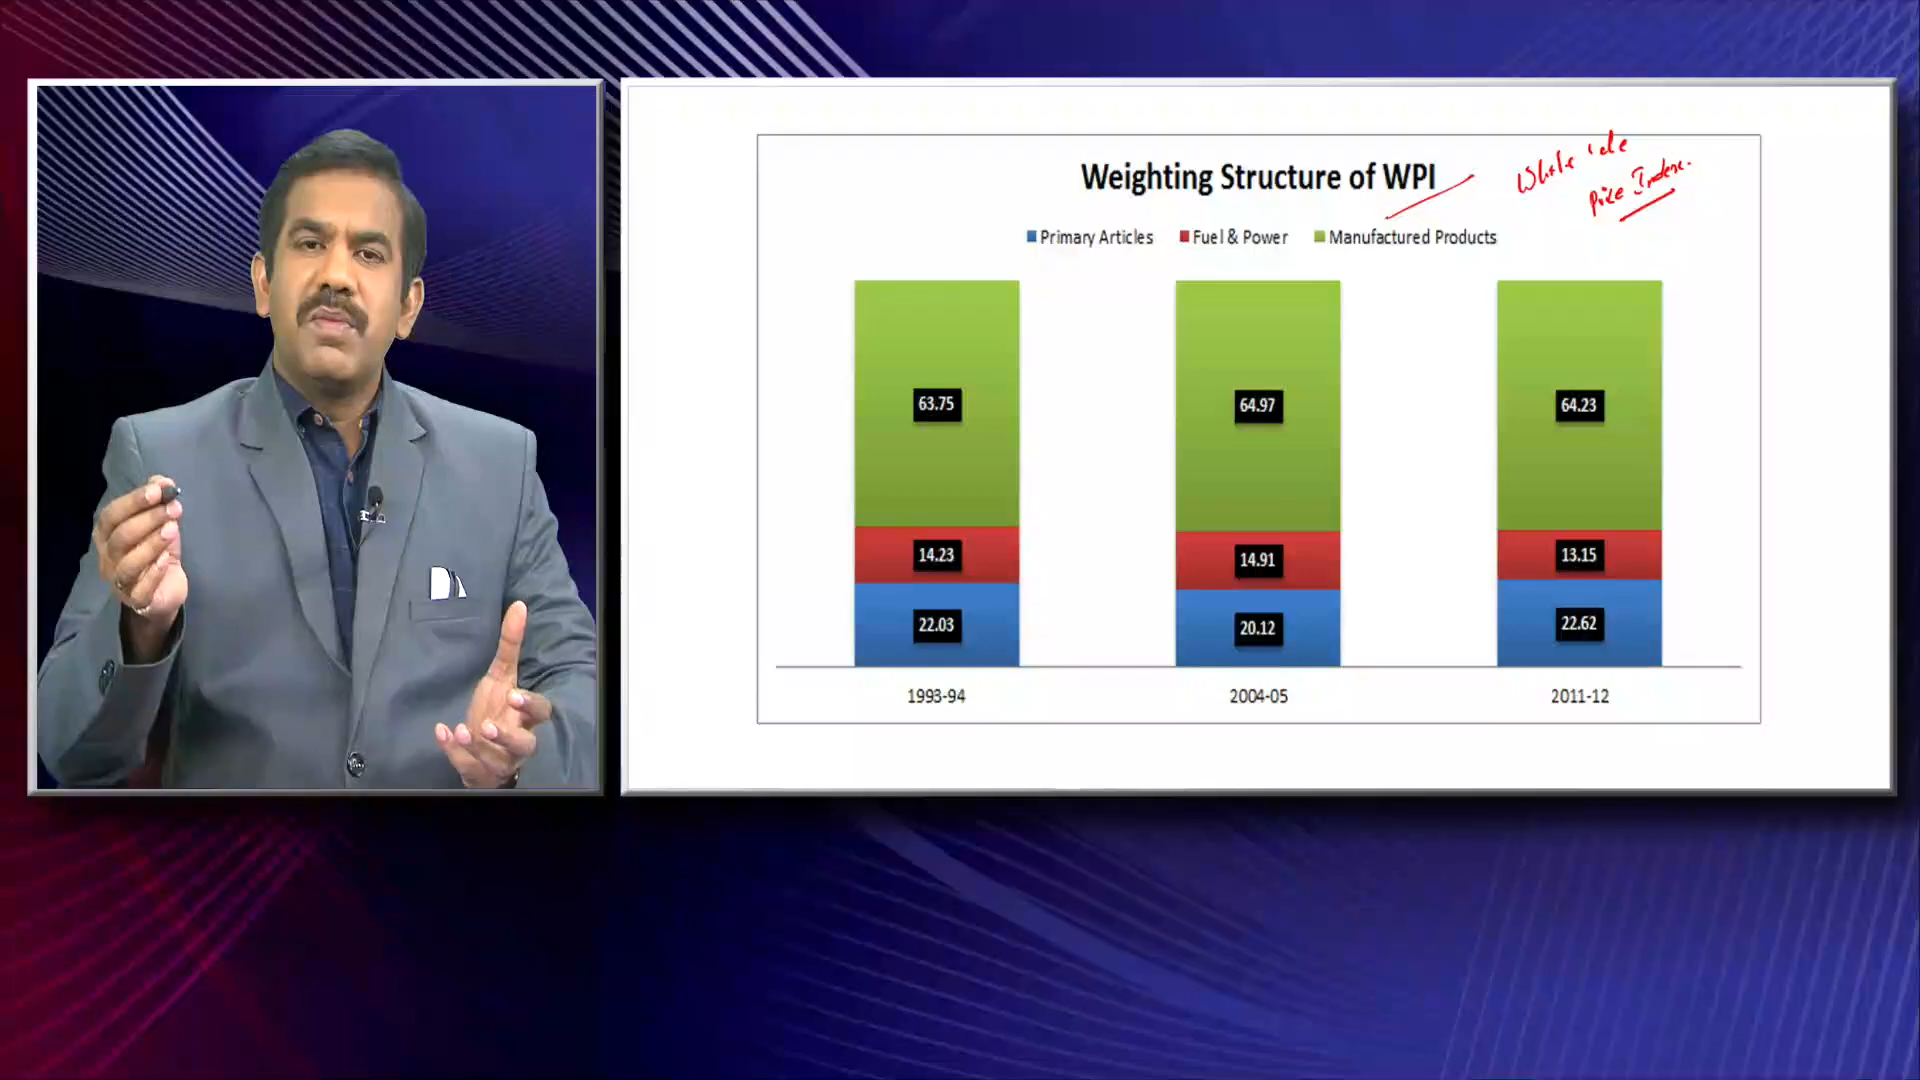 Weighting Structure of WPI
Whole sale
Price Index.
Primary Articles Fuel & Power Manufactured Products
63.75 64.97 64.23
14.23 14.91 13.15
22.03 20.12 22.62
1993-94 2004-05 2011-12